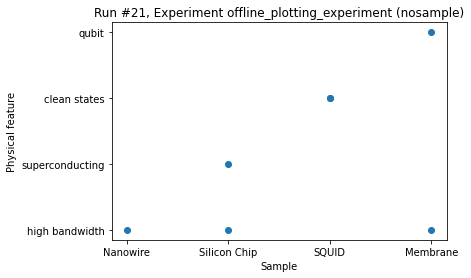 Run #21, Experiment offline_plotting_experiment (nosample)
qubit
clean states
superconducting
high bandwidth
Physical feature
Nanowire Silicon Chip SQUID Membrane
Sample